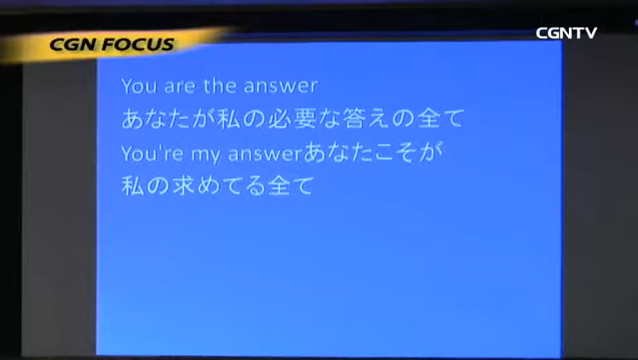 CGN FOCUS
CGNTV
You are the answer
あなたが私の必要な答えの全て
You're my answerあなたこそが
私の求めてる全て